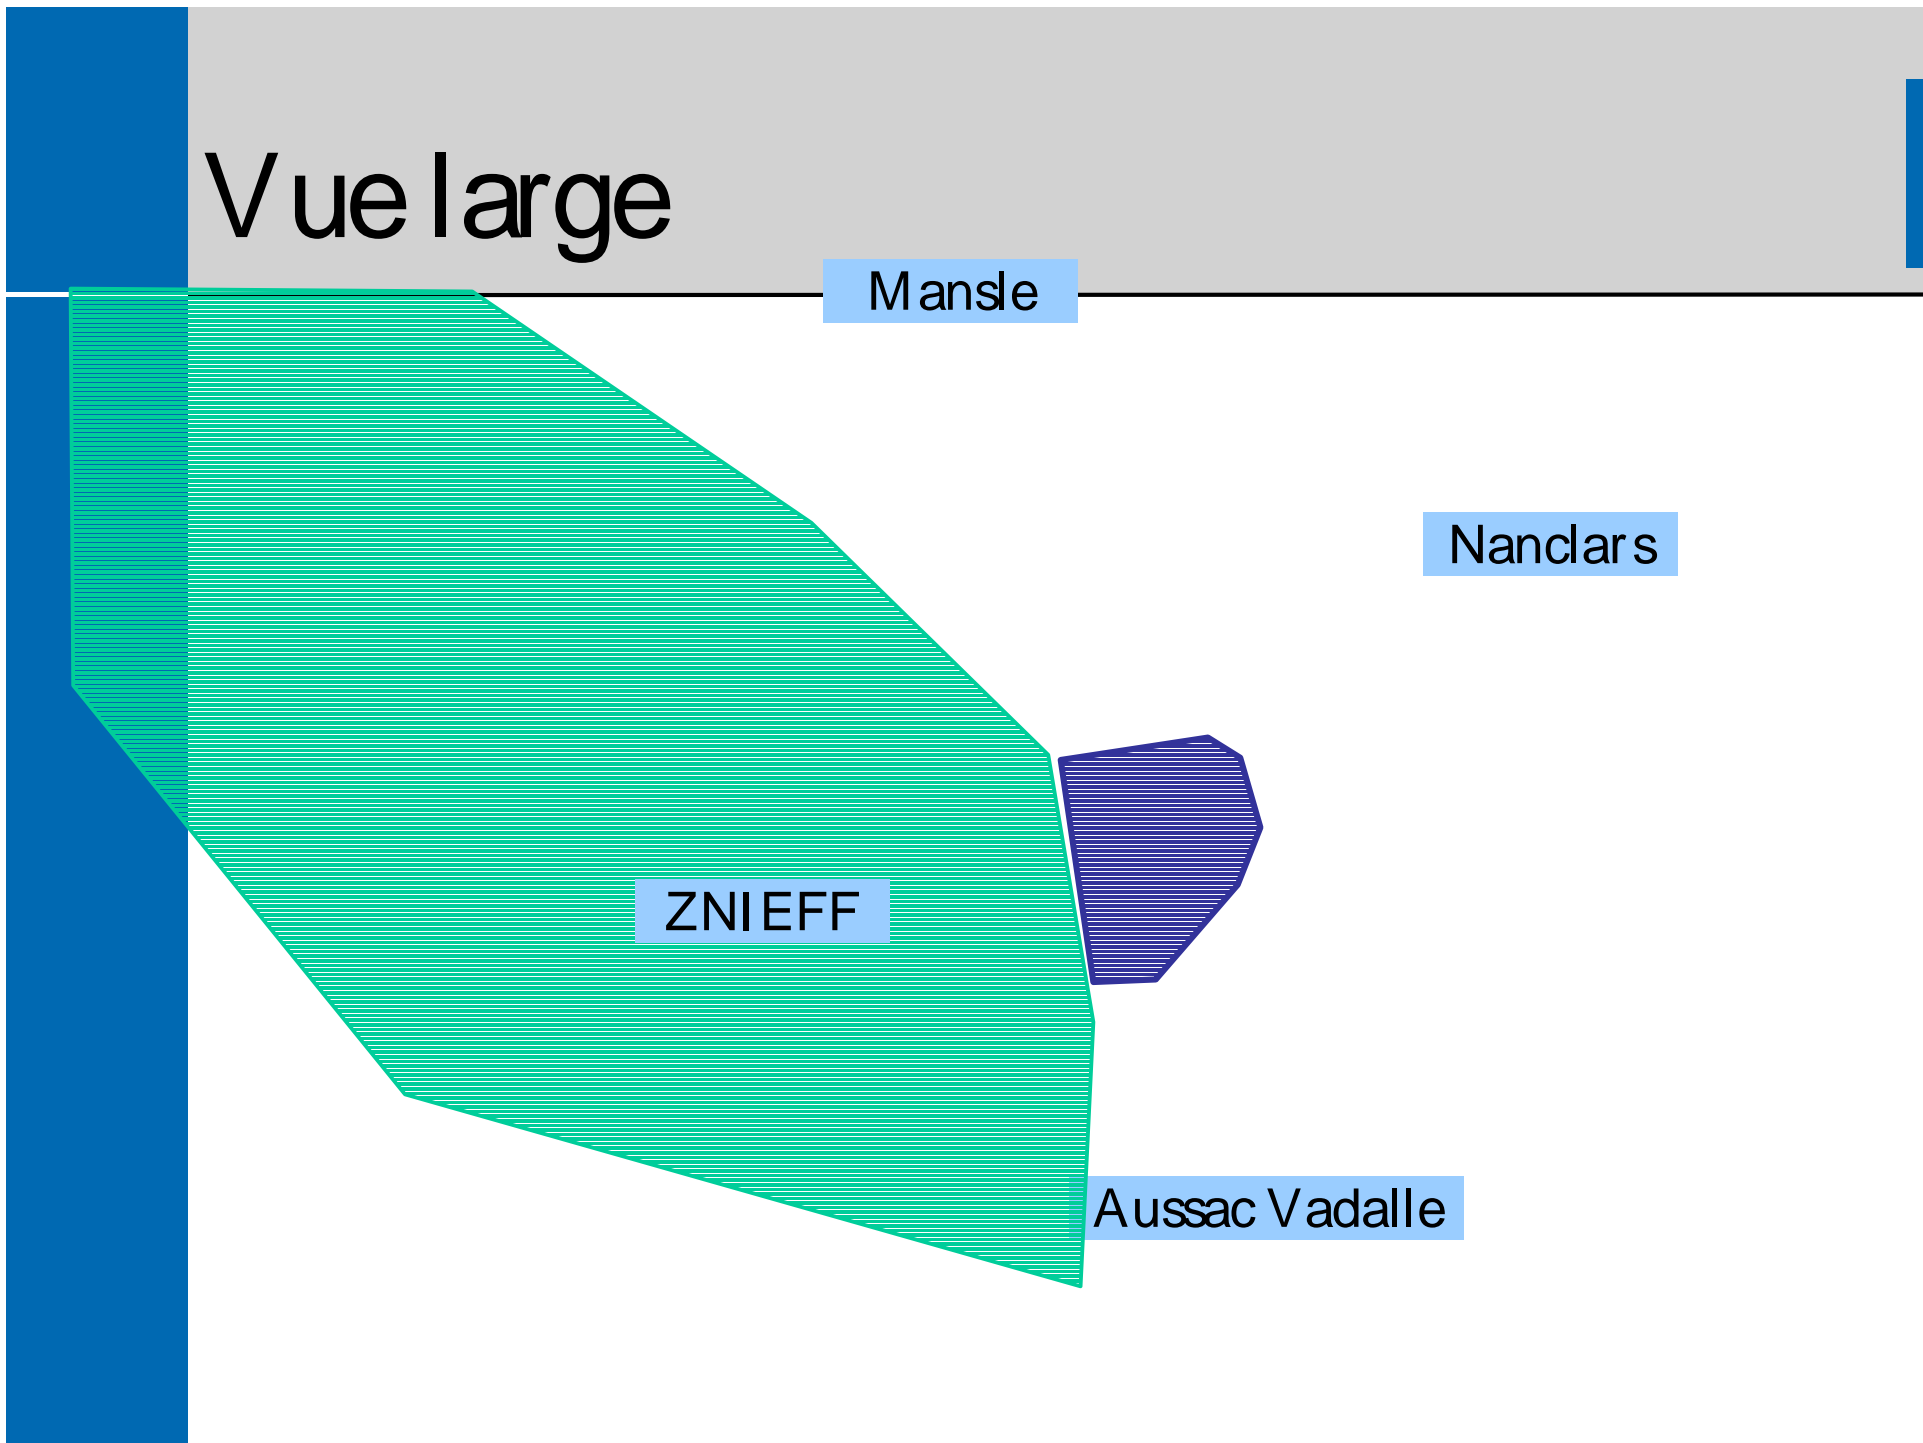 Vue large
Mansle
Nanclars
ZNIEFF
Aussac Vadalle